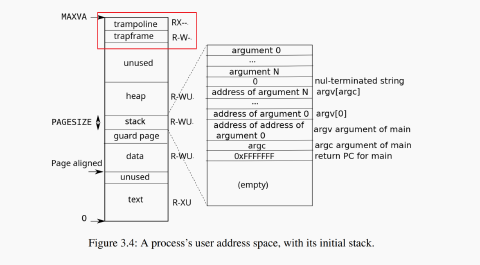 MAXVA
trampoline RX--
trapframe R-W-
unused
heap R-WU
PAGESIZE
stack R-WU
guard page
data R-WU
Page aligned
unused
text R-XU
0
argument 0
...
argument N
0 nul-terminated string
address of argument N argv[argc]
...
address of argument 0 argv[0]
address of address of
argument 0 argv argument of main
argc argc argument of main
0xFFFFFFF return PC for main
(empty)
Figure 3.4: A process's user address space, with its initial stack.